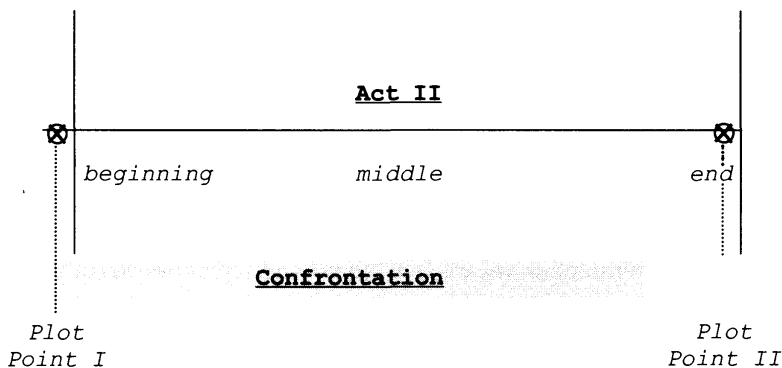 Act II
beginning middle end
Confrontation
Plot Plot
Point I Point II